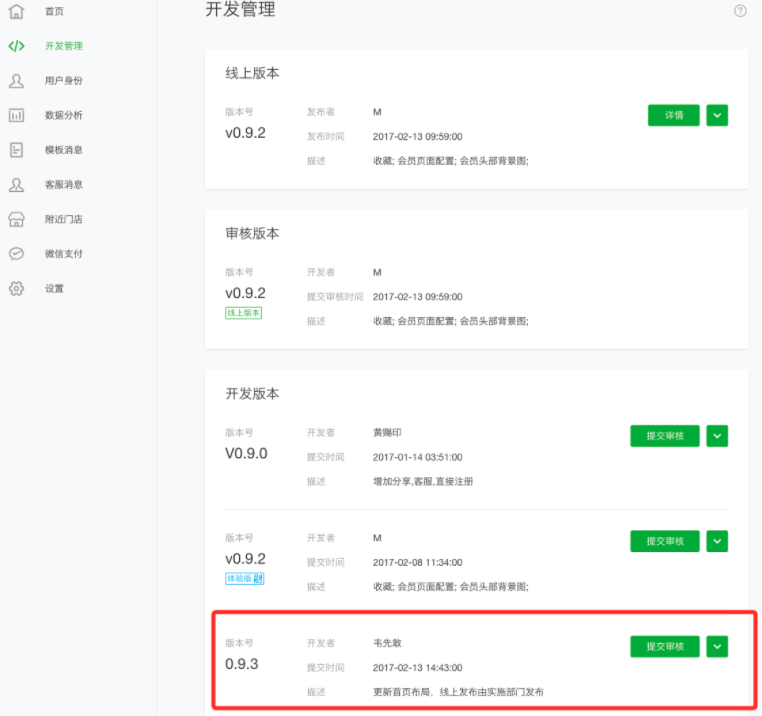 首页
开发管理
用户身份
数据分析
模板消息
客服消息
附近门店
微信支付
设置
开发管理
?
线上版本
版本号
v0.9.2
发布者 M
发布时间 2017-02-13 09:59:00
描述 收藏; 会员页面配置; 会员头部背景图;
详情
审核版本
版本号
v0.9.2
线上版本
开发者 M
提交审核时间 2017-02-13 09:59:00
描述 收藏; 会员页面配置; 会员头部背景图;
开发版本
版本号
V0.9.0
开发者 黄赐印
提交时间 2017-01-14 03:51:00
描述 增加分享,客服,直接注册
提交审核
版本号
v0.9.2
体验版
开发者 M
提交时间 2017-02-08 11:34:00
描述 收藏; 会员页面配置; 会员头部背景图;
提交审核
版本号
0.9.3
开发者 韦先敢
提交时间 2017-02-13 14:43:00
描述 更新首页布局、线上发布由实施部门发布
提交审核